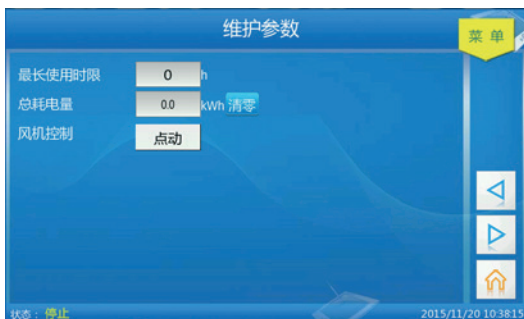 维护参数
菜单
最长使用时限 0 h
总耗电量 0.0 kWh 清零
风机控制 点动
状态：停止 2015/11/20 10:38:15